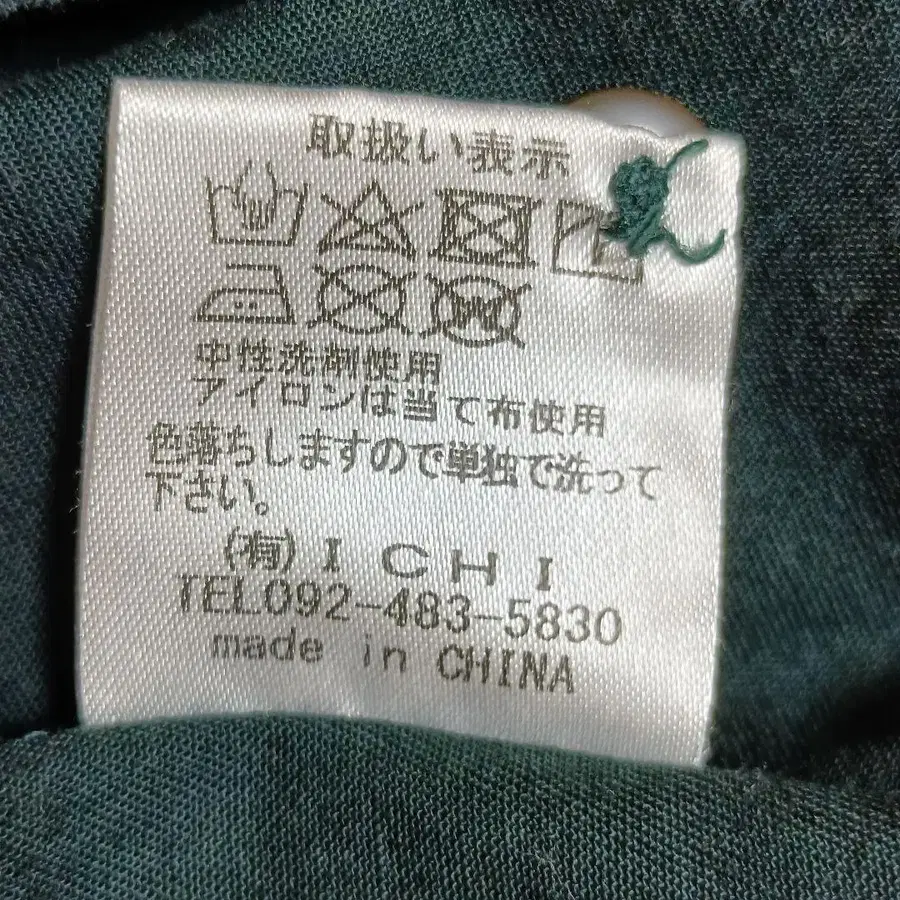 取扱い表示
中性洗剤使用
アイロンは当て布使用
色落ちしますので単独で洗って
下さい。
(有)ICHI
TEL092-483-5830
made in CHINA